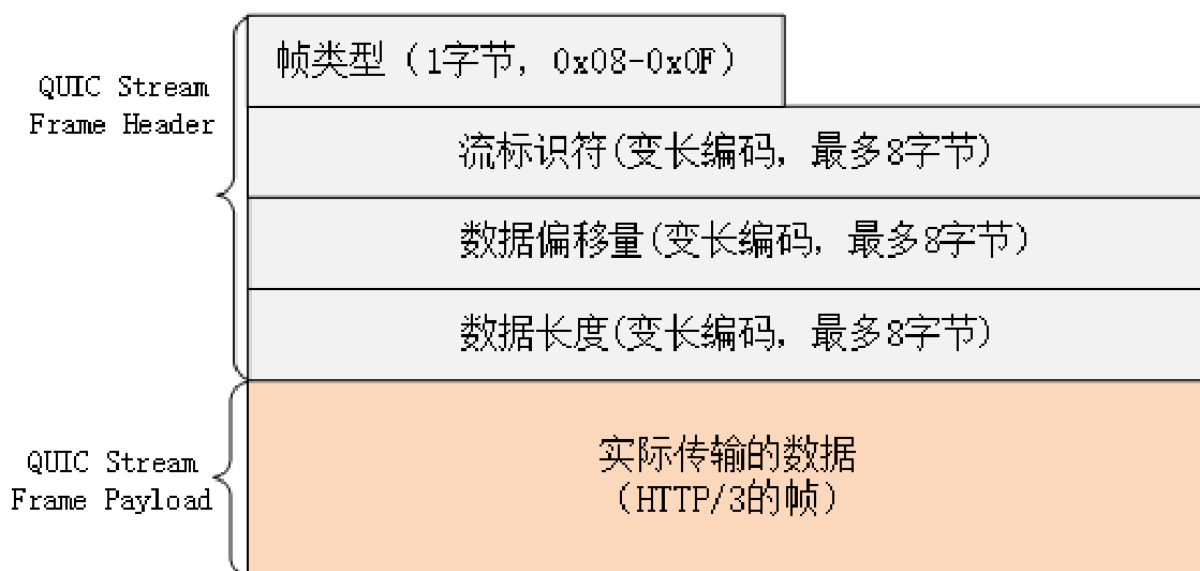 QUIC Stream
Frame Header
帧类型（1字节，0x08-0x0F）
流标识符(变长编码，最多8字节)
数据偏移量(变长编码，最多8字节)
数据长度(变长编码，最多8字节)
QUIC Stream
Frame Payload
实际传输的数据
（HTTP/3的帧）